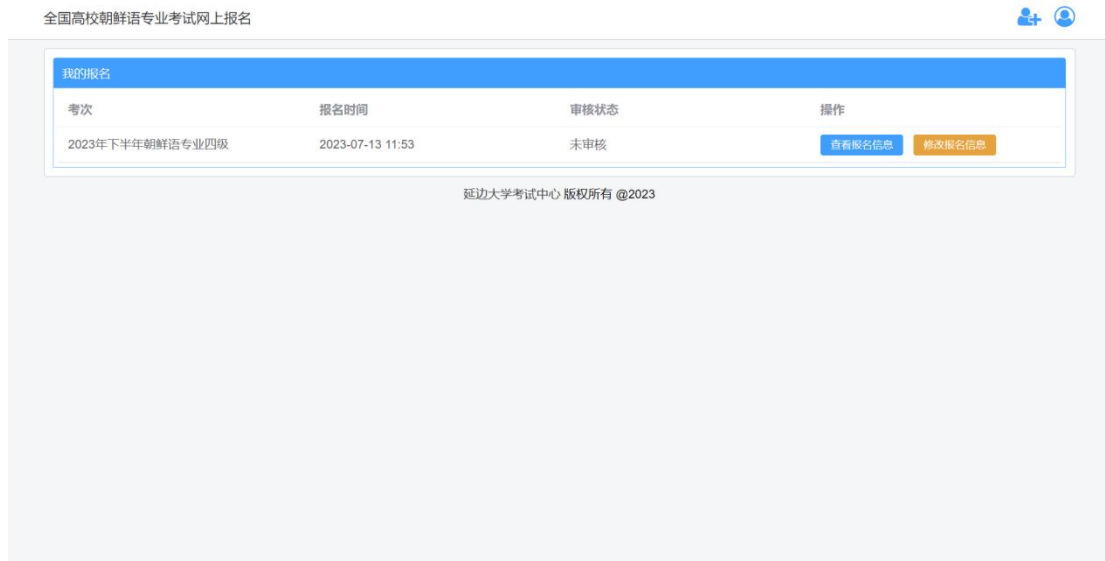 全国高校朝鲜语专业考试网上报名
我的报名
考次 报名时间 审核状态 操作
2023年下半年朝鲜语专业四级 2023-07-13 11:53 未审核 查看报名信息 修改报名信息
延边大学考试中心 版权所有 @2023